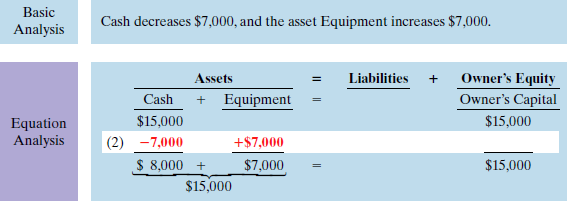 Basic
Analysis
Cash decreases $7,000, and the asset Equipment increases $7,000.
Equation
Analysis
Assets = Liabilities + Owner's Equity
Cash + Equipment = Owner's Capital
$15,000 $15,000
(2) −7,000 +$7,000
$ 8,000 + $7,000 = $15,000
$15,000